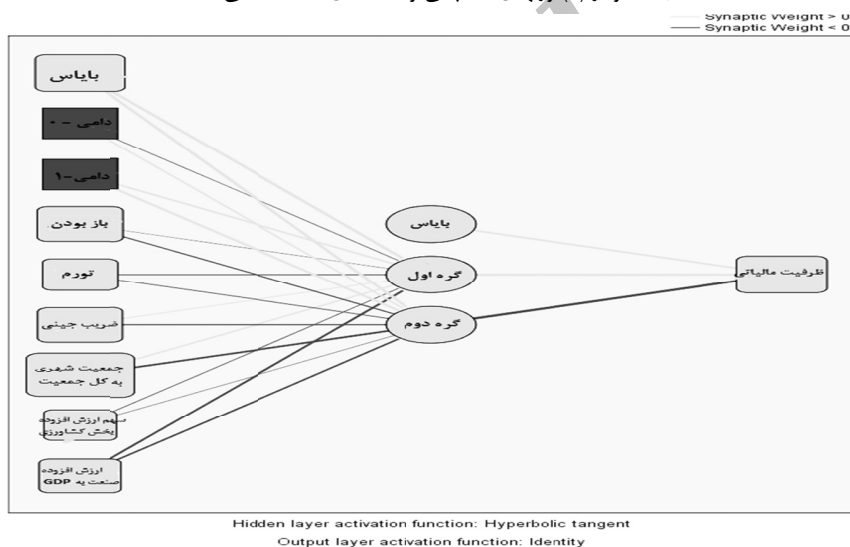 Synaptic Weight > 0
Synaptic Weight < 0
بایاس
دامی - ۰
دامی-۱
باز بودن
تورم
ضریب جینی
جمعیت شهری
به کل جمعیت
سهم ارزش افزوده
بخش کشاورزی
ارزش افزوده
صنعت به GDP
بایاس
گره اول
گره دوم
ظرفیت مالیاتی
Hidden layer activation function: Hyperbolic tangent
Output layer activation function: Identity